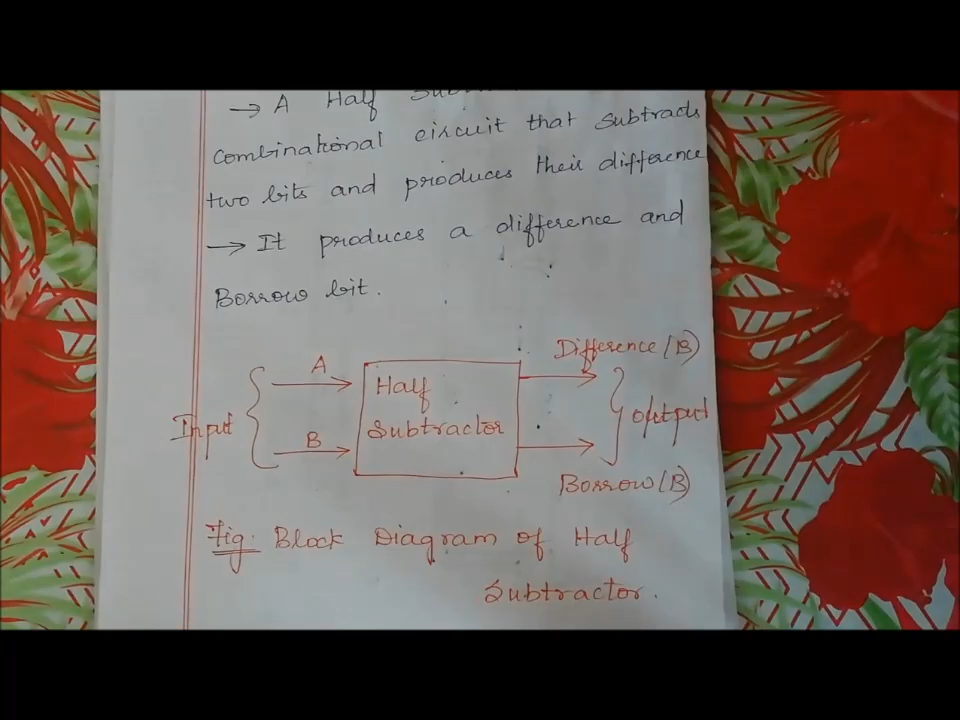 → A Half
combinational circuit that subtracts
two bits and produces their difference
→ It produces a difference and
Borrow bit.
Difference (B)
A
Half
Subtractor
Input
B
Output
Borrow (B)
Fig: Block Diagram of Half
Subtractor.